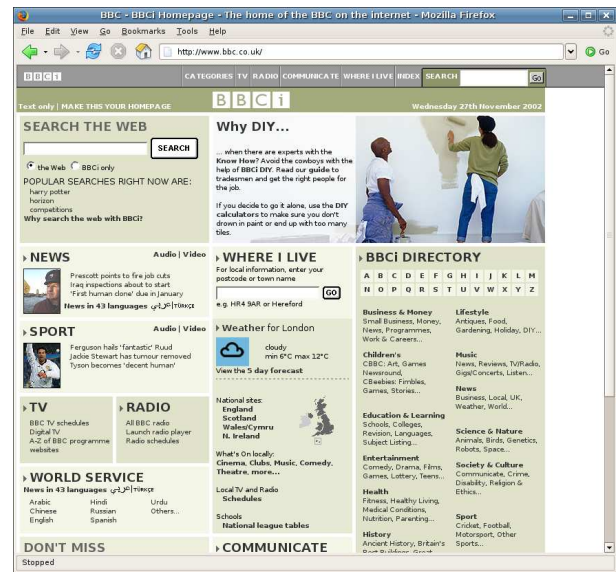 BBC - BBCi Homepage - The home of the BBC on the internet - Mozilla Firefox
File Edit View Go Bookmarks Tools Help
http://www.bbc.co.uk/
Go
BBCi
CATEGORIES TV RADIO COMMUNICATE WHERE I LIVE INDEX SEARCH GO
Text only | MAKE THIS YOUR HOMEPAGE
BBCi
Wednesday 27th November 2002
SEARCH THE WEB
SEARCH
the Web BBCi only
POPULAR SEARCHES RIGHT NOW ARE:
harry potter
horizon
competitions
Why search the web with BBCi?
Why DIY...
... when there are experts with the
Know How? Avoid the cowboys with the
help of BBCi DIY. Read our guide to
tradesmen and get the right people for
the job.
If you decide to go it alone, use the DIY
calculators to make sure you don't
drown in paint or end up with too many
tiles.
NEWS
Audio | Video
Prescott points to fire job cuts
Iraq inspections about to start
'First human clone' due in January
News in 43 languages
TÜRKÇE
SPORT
Audio | Video
Ferguson hails 'fantastic' Ruud
Jackie Stewart has tumour removed
Tyson becomes 'decent human'
TV
BBC TV schedules
Digital TV
A-Z of BBC programme
websites
RADIO
All BBC radio
Launch radio player
Radio schedules
WORLD SERVICE
News in 43 languages
TÜRKÇE
Arabic Hindi Urdu
Chinese Russian Others...
English Spanish
DON'T MISS
WHERE I LIVE
For local information, enter your
postcode or town name
GO
e.g. HR4 9AR or Hereford
Weather for London
cloudy
min 6°C max 12°C
View the 5 day forecast
National sites:
England
Scotland
Wales/Cymru
N. Ireland
What's On locally:
Cinema, Clubs, Music, Comedy,
Theatre, more...
Local TV and Radio
Schedules
Schools
National league tables
COMMUNICATE
BBCi DIRECTORY
A B C D E F G H I J K L M
N O P Q R S T U V W X Y Z
Business & Money
Small Business, Money,
News, Programmes,
Work & Careers...
Children's
CBBC: Art, Games
Newsround,
CBeebies: Fimbles,
Games, Stories...
Education & Learning
Schools, Colleges,
Revision, Languages,
Subject Listing...
Entertainment
Comedy, Drama, Films,
Games, Lottery, Teens...
Health
Fitness, Healthy Living,
Medical Conditions,
Nutrition, Parenting...
History
Ancient History, Britain's
Best Buildings, Great
Lifestyle
Antiques, Food,
Gardening, Holiday, DIY...
Music
News, Reviews, TV/Radio,
Gigs/Concerts, Listen...
News
Business, Local, UK,
Weather, World...
Science & Nature
Animals, Birds, Genetics,
Robots, Space...
Society & Culture
Communicate, Crime,
Disability, Religion &
Ethics...
Sport
Cricket, Football,
Motorsport, Other
Sports...
Stopped